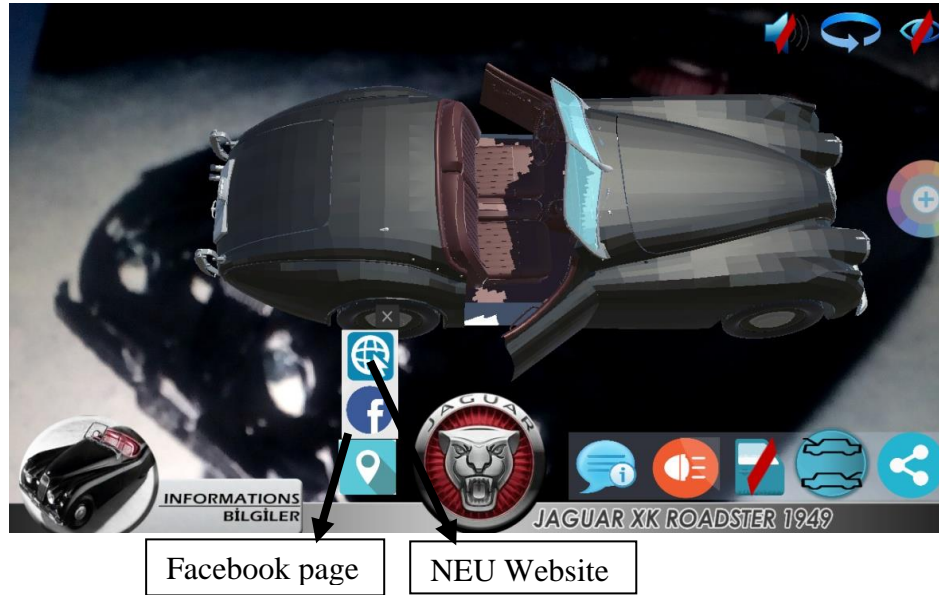 JAGUAR
INFORMATIONS
BİLGİLER
JAGUAR XK ROADSTER 1949
Facebook page
NEU Website